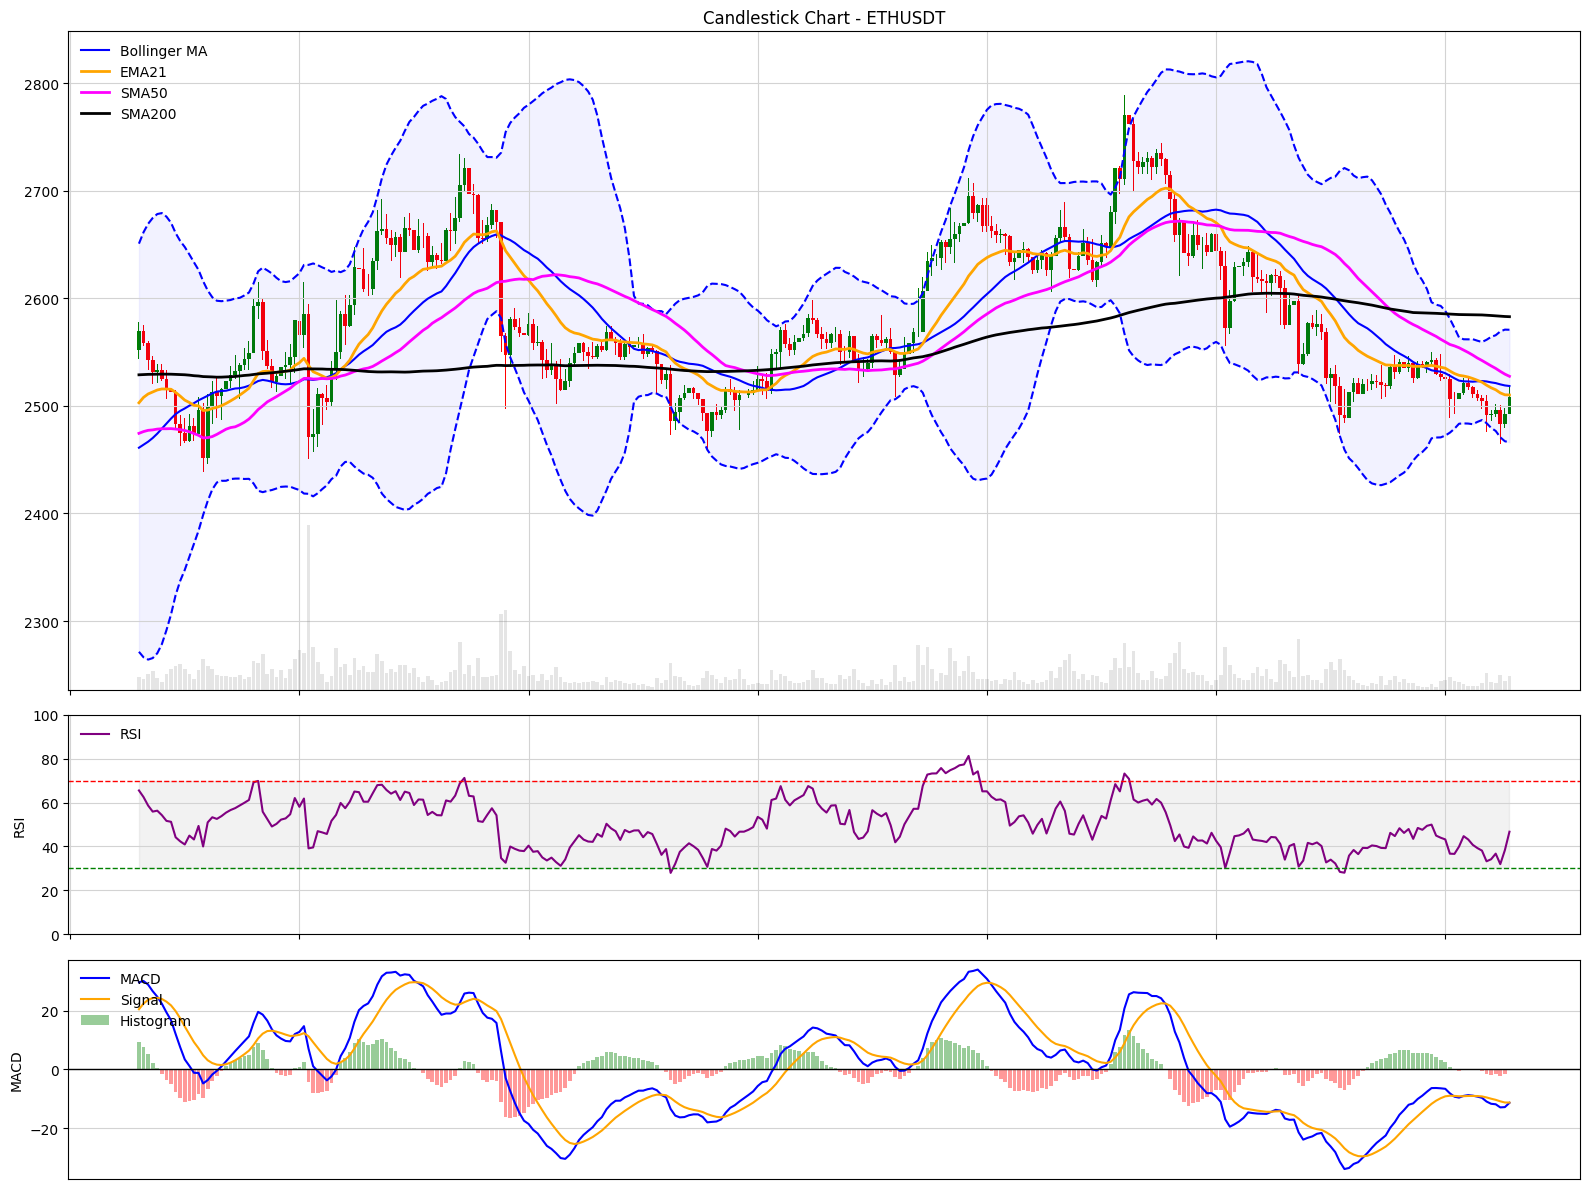 Candlestick Chart - ETHUSDT
Bollinger MA
EMA21
SMA50
SMA200
2800
2700
2600
2500
2400
2300
100
80
60
40
20
0
RSI
RSI
20
0
−20
MACD
MACD
Signal
Histogram